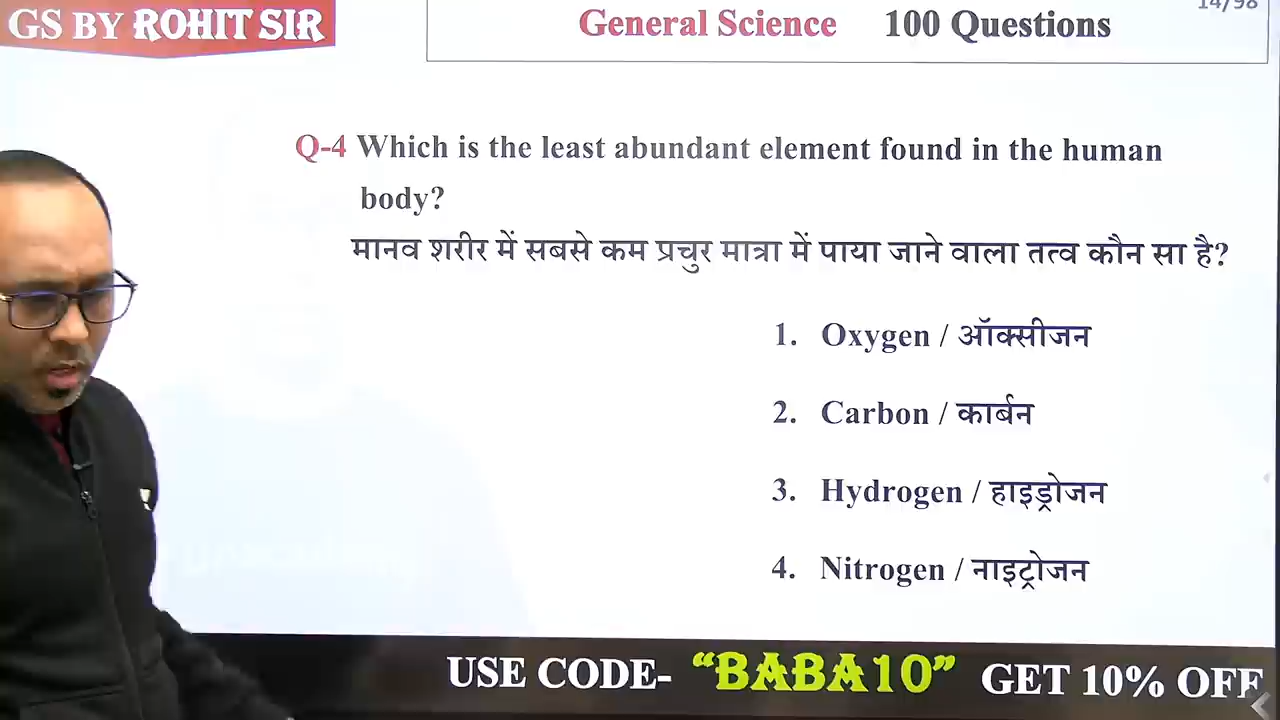 GS BY ROHIT SIR
General Science 100 Questions
14/98
Q-4 Which is the least abundant element found in the human
body?
मानव शरीर में सबसे कम प्रचुर मात्रा में पाया जाने वाला तत्व कौन सा है?
1. Oxygen / ऑक्सीजन
2. Carbon / कार्बन
3. Hydrogen / हाइड्रोजन
4. Nitrogen / नाइट्रोजन
USE CODE- “BABA10” GET 10% OFF